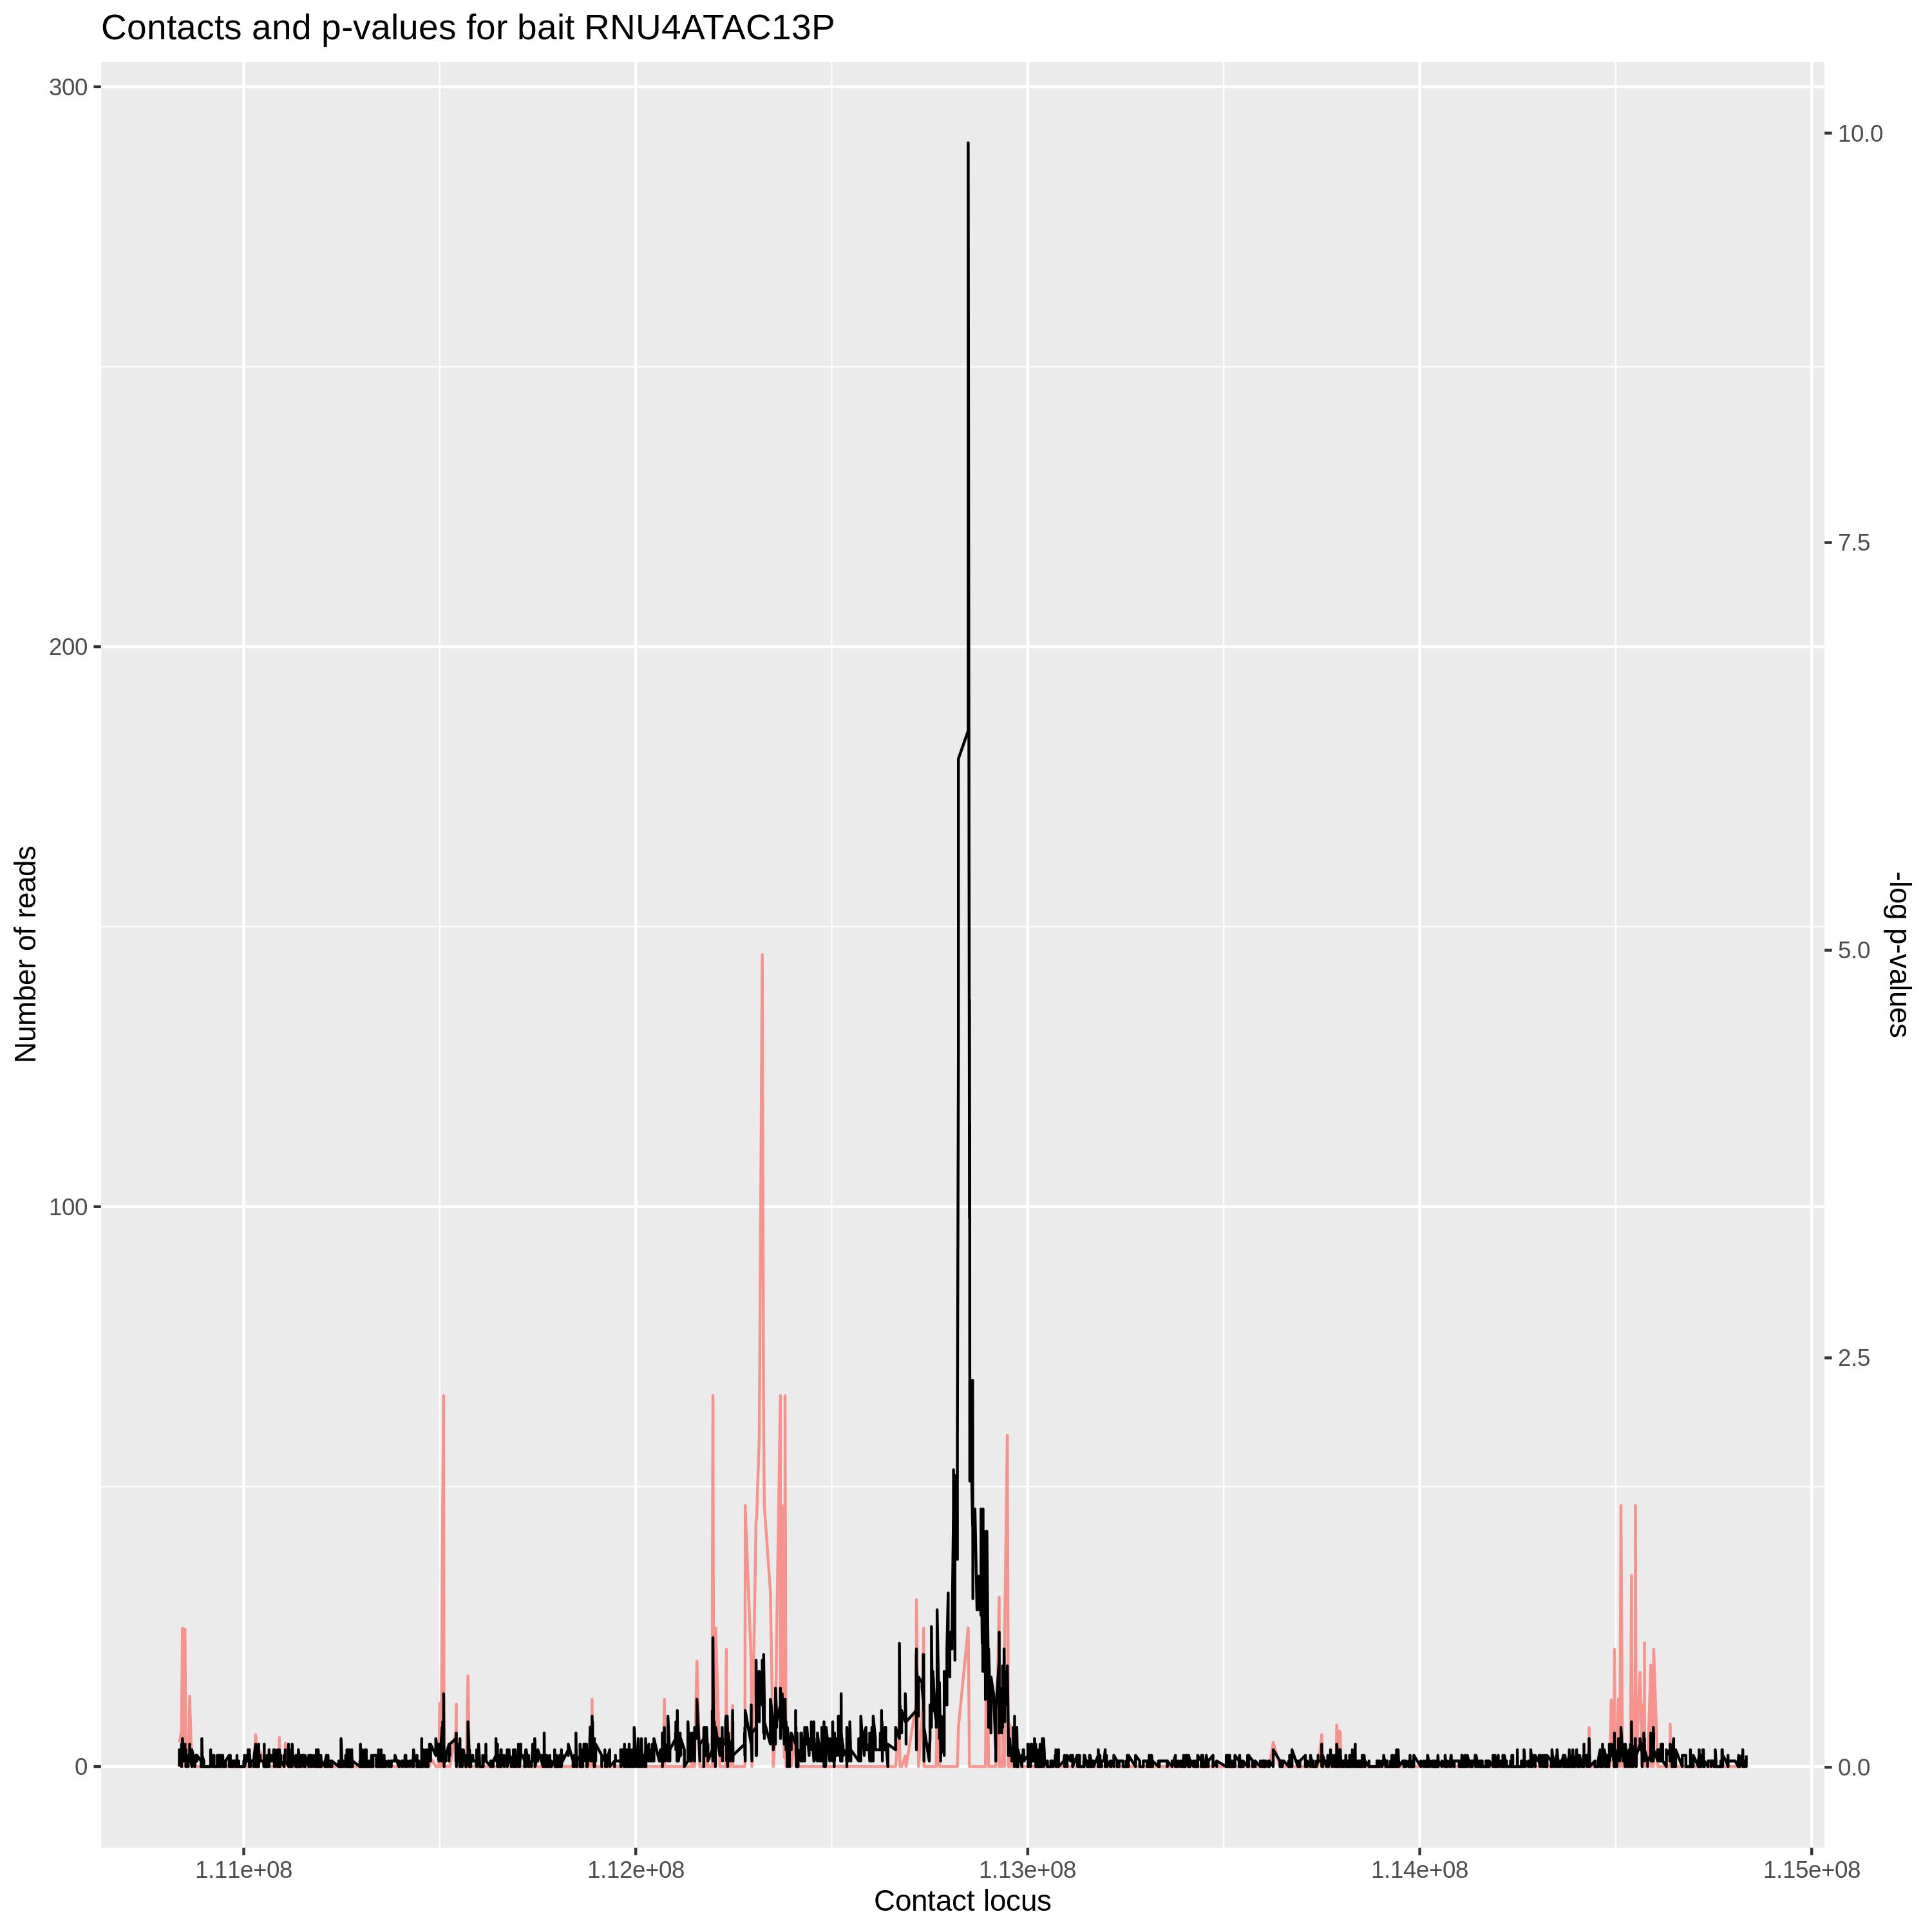 Contacts and p-values for bait RNU4ATAC13P
300
200
100
0
10.0
7.5
5.0
2.5
0.0
Number of reads
-log p-values
1.11e+08 1.12e+08 1.13e+08 1.14e+08 1.15e+08
Contact locus